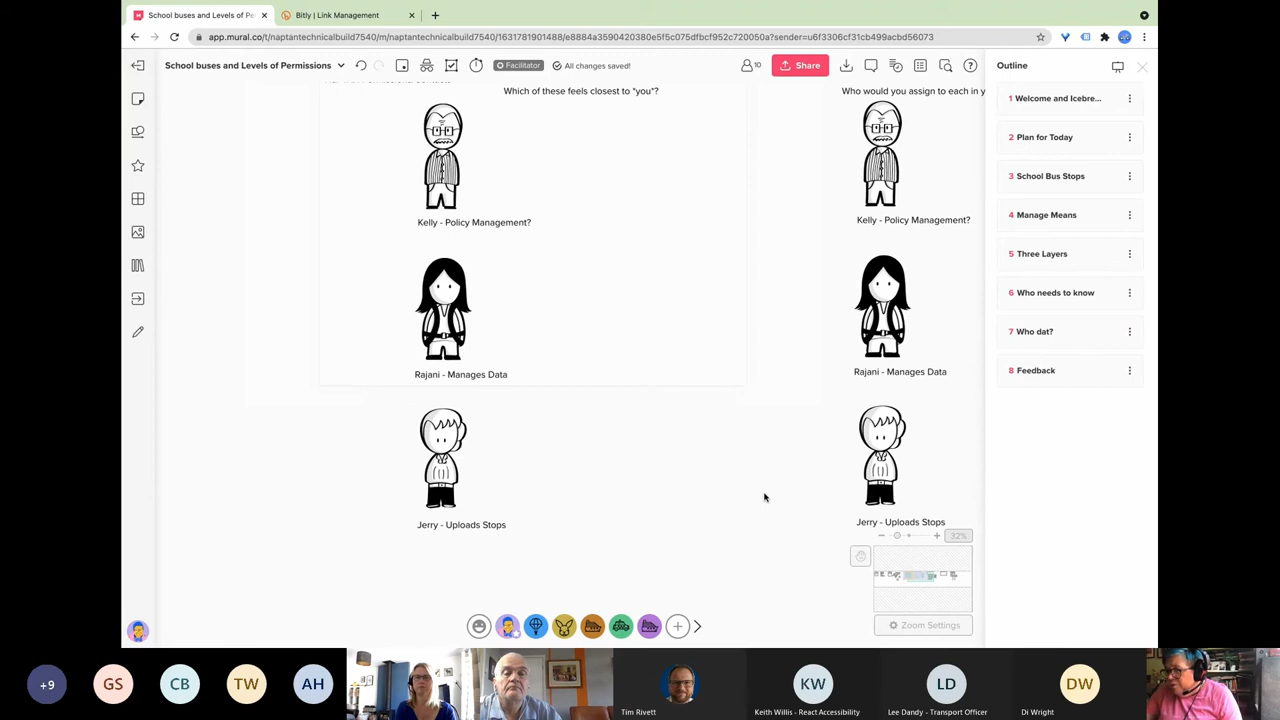 School buses and Levels of Pe
Bitly | Link Management
app.mural.co/t/naptantechnicalbuild7540/m/naptantechnicalbuild7540/1631781901488/e8884a3590420380e5f5c075dfbcf952c720050a?sender=u6f3306cf31cb499acbd56073
School buses and Levels of Permissions
Facilitator
All changes saved!
10
Share
Outline
Which of these feels closest to *you*?
Who would you assign to each in y
1 Welcome and Icebre...
2 Plan for Today
3 School Bus Stops
4 Manage Means
5 Three Layers
6 Who needs to know
7 Who dat?
8 Feedback
Kelly - Policy Management?
Kelly - Policy Management?
Rajani - Manages Data
Rajani - Manages Data
Jerry - Uploads Stops
Jerry - Uploads Stops
32%
Zoom Settings
+9
GS
CB
TW
AH
KW
LD
DW
Tim Rivett
Keith Willis - React Accessibility
Lee Dandy - Transport Officer
Di Wright